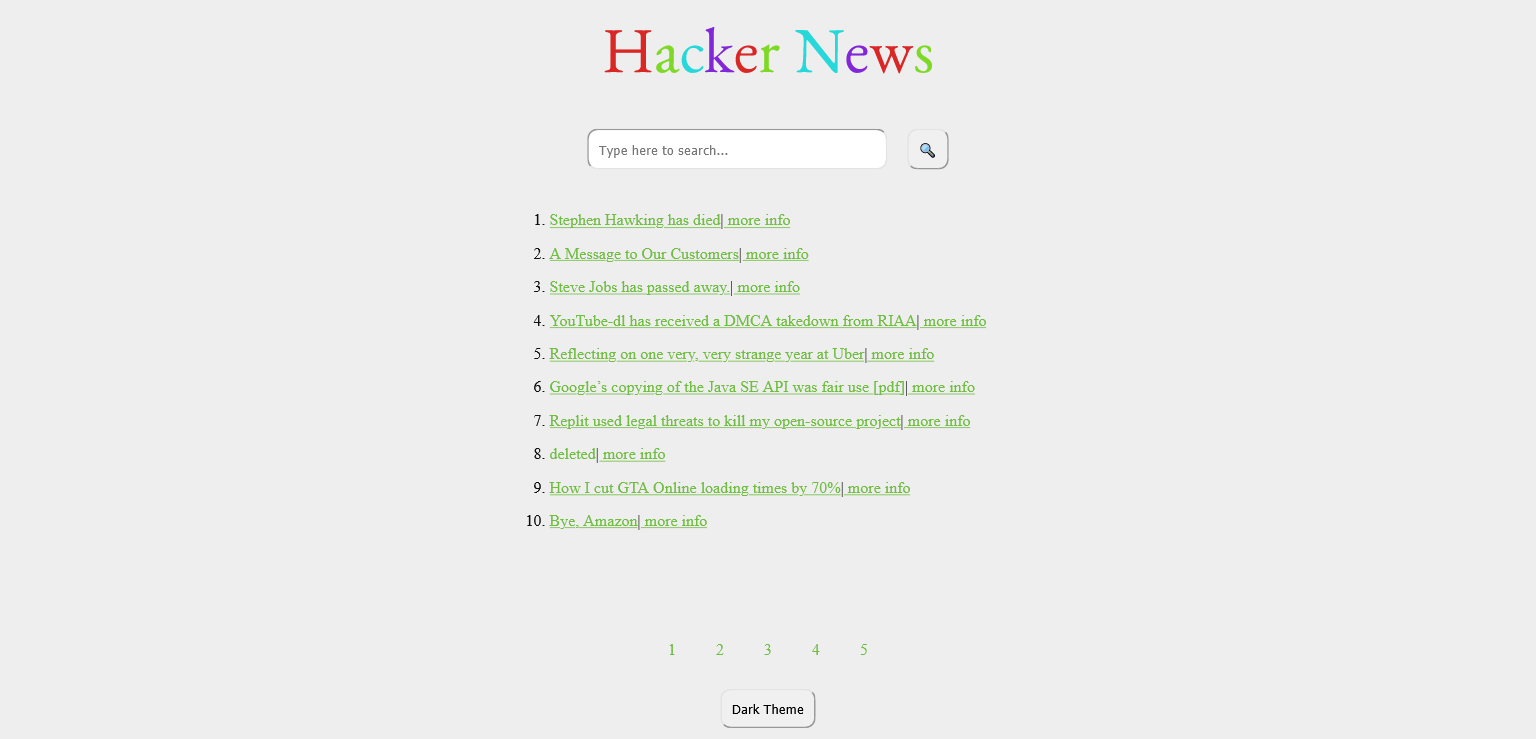 Hacker News
Type here to search...
1. Stephen Hawking has died| more info
2. A Message to Our Customers| more info
3. Steve Jobs has passed away.| more info
4. YouTube-dl has received a DMCA takedown from RIAA| more info
5. Reflecting on one very, very strange year at Uber| more info
6. Google’s copying of the Java SE API was fair use [pdf]| more info
7. Replit used legal threats to kill my open-source project| more info
8. deleted| more info
9. How I cut GTA Online loading times by 70%| more info
10. Bye, Amazon| more info
1 2 3 4 5
Dark Theme